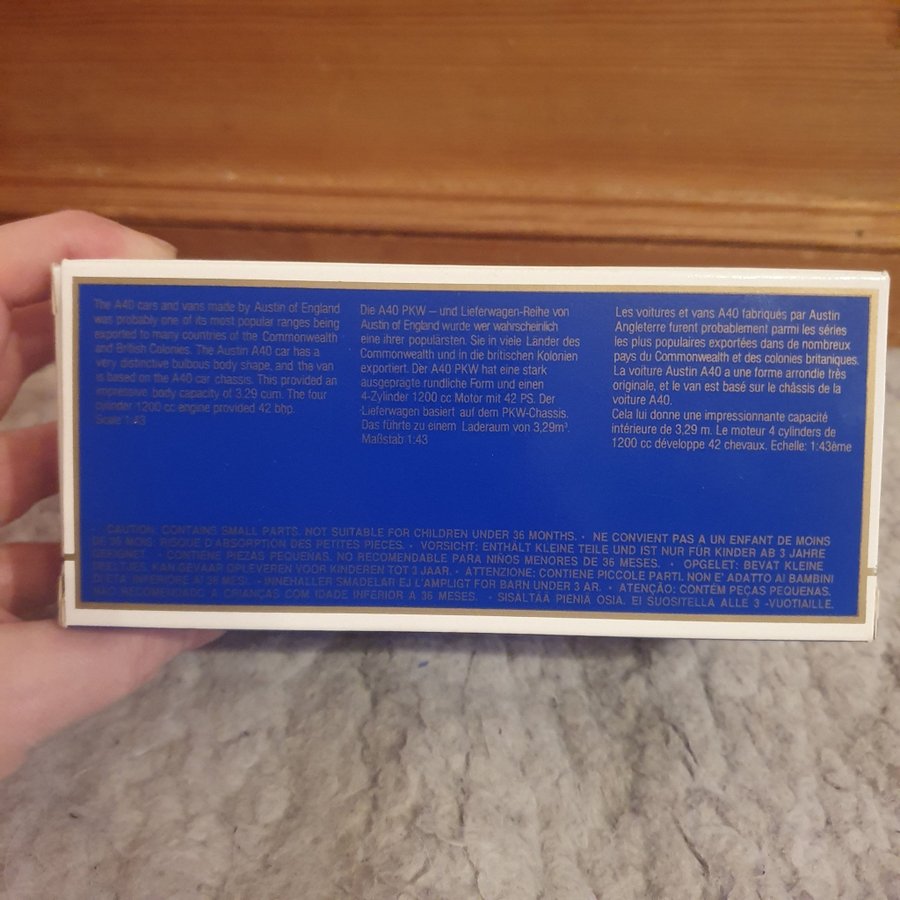 The A40 cars and vans made by Austin of England
was probably one of its most popular ranges being
exported to many countries of the Commonwealth
and British Colonies. The Austin A40 car has a
very distinctive bulbous body shape, and the van
is based on the A40 car chassis. This provided an
impressive body capacity of 3.29 cum. The four
cylinder 1200 cc engine provided 42 bhp.
Scale 1:43
Die A40 PKW – und Lieferwagen-Reihe von
Austin of England wurde wer wahrscheinlich
eine ihrer popularsten. Sie in viele Länder des
Commonwealth und in die britischen Kolonien
exportiert. Der A40 PKW hat eine stark
ausgeprägte rundliche Form und einen
4-Zylinder 1200 cc Motor mit 42 PS. Der
Lieferwagen basiert auf dem PKW-Chassis.
Das führte zu einem Laderaum von 3,29m³.
Maßstab 1:43
Les voitures et vans A40 fabriqués par Austin
Angleterre furent probablement parmi les séries
les plus populaires exportées dans de nombreux
pays du Commonwealth et des colonies britaniques.
La voiture Austin A40 a une forme arrondie très
originale, et le van est basé sur le châssis de la
voiture A40.
Cela lui donne une impressionnante capacité
intérieure de 3,29 m. Le moteur 4 cylinders de
1200 cc développe 42 chevaux. Echelle: 1:43ème
· CAUTION: CONTAINS SMALL PARTS. NOT SUITABLE FOR CHILDREN UNDER 36 MONTHS. · NE CONVIENT PAS A UN ENFANT DE MOINS
DE 36 MOIS: RISQUE D'ABSORPTION DES PETITES PIECES. · VORSICHT: ENTHÄLT KLEINE TEILE UND IST NUR FÜR KINDER AB 3 JAHRE
GEEIGNET. · CONTIENE PIEZAS PEQUENAS. NO RECOMENDABLE PARA NIÑOS MENORES DE 36 MESES. · OPGELET: BEVAT KLEINE
DEELTJES. KAN GEVAAR OPLEVEREN VOOR KINDEREN TOT 3 JAAR. · ATTENZIONE: CONTIENE PICCOLE PARTI. NON E' ADATTO AI BAMBINI
DI ETA INFERIORE AI 36 MESI. · INNEHALLER SMADELAR EJ LAMPLIGT FOR BARN UNDER 3 AR. · ATENÇÃO: CONTÉM PEÇAS PEQUENAS.
NÃO RECOMENDADO A CRIANÇAS COM IDADE INFERIOR A 36 MESES. · SISALTAA PIENIA OSIA. EI SUOSITELLA ALLE 3 -VUOTIAILLE.